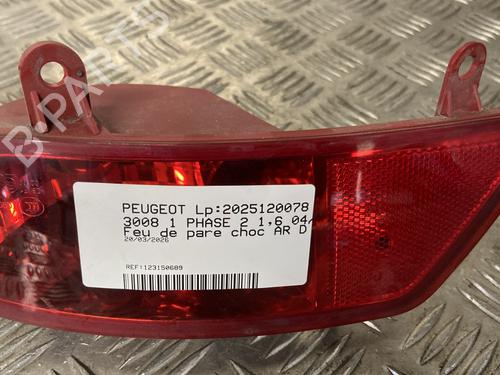 PEUGEOT Lp:2025120078
3008 1 PHASE 2 1,6 04/
Feu de pare choc AR D
20/03/2026
REF:123150689
B-PARTS